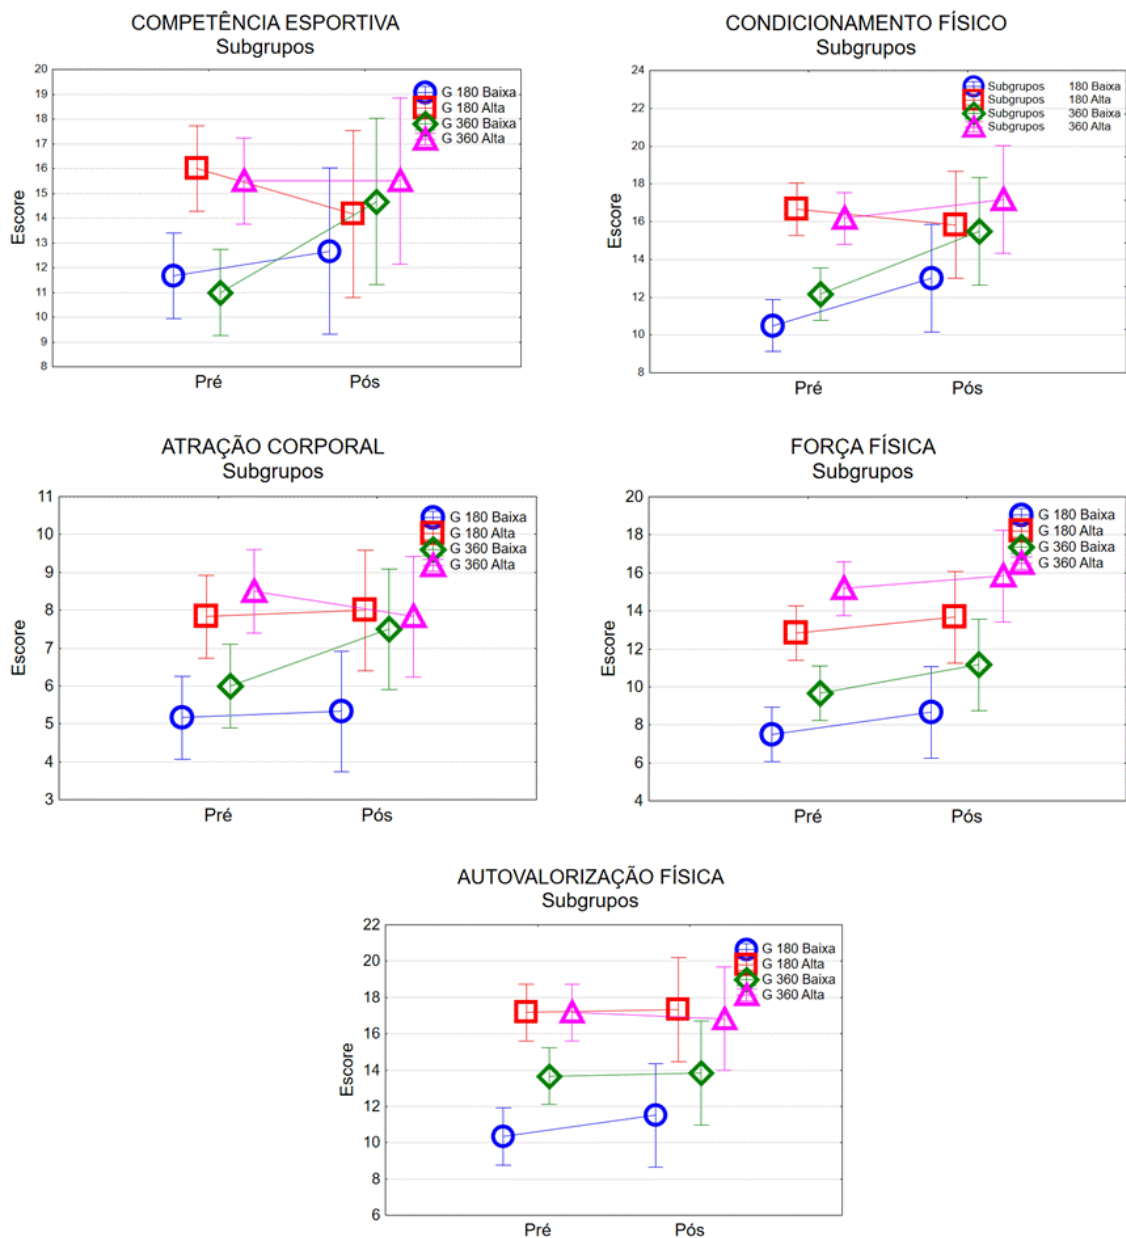 COMPETÊNCIA ESPORTIVA
Subgrupos
20
19
18
17
16
15
14
13
12
11
10
9
8
Escore
Pré
Pós
G 180 Baixa
G 180 Alta
G 360 Baixa
G 360 Alta
CONDICIONAMENTO FÍSICO
Subgrupos
24
22
20
18
16
14
12
10
8
Escore
Pré
Pós
Subgrupos 180 Baixa
Subgrupos 180 Alta
Subgrupos 360 Baixa
Subgrupos 360 Alta
ATRAÇÃO CORPORAL
Subgrupos
11
10
9
8
7
6
5
4
3
Escore
Pré
Pós
G 180 Baixa
G 180 Alta
G 360 Baixa
G 360 Alta
FORÇA FÍSICA
Subgrupos
20
18
16
14
12
10
8
6
4
Escore
Pré
Pós
G 180 Baixa
G 180 Alta
G 360 Baixa
G 360 Alta
AUTOVALORIZAÇÃO FÍSICA
Subgrupos
22
20
18
16
14
12
10
8
6
Escore
Pré
Pós
G 180 Baixa
G 180 Alta
G 360 Baixa
G 360 Alta